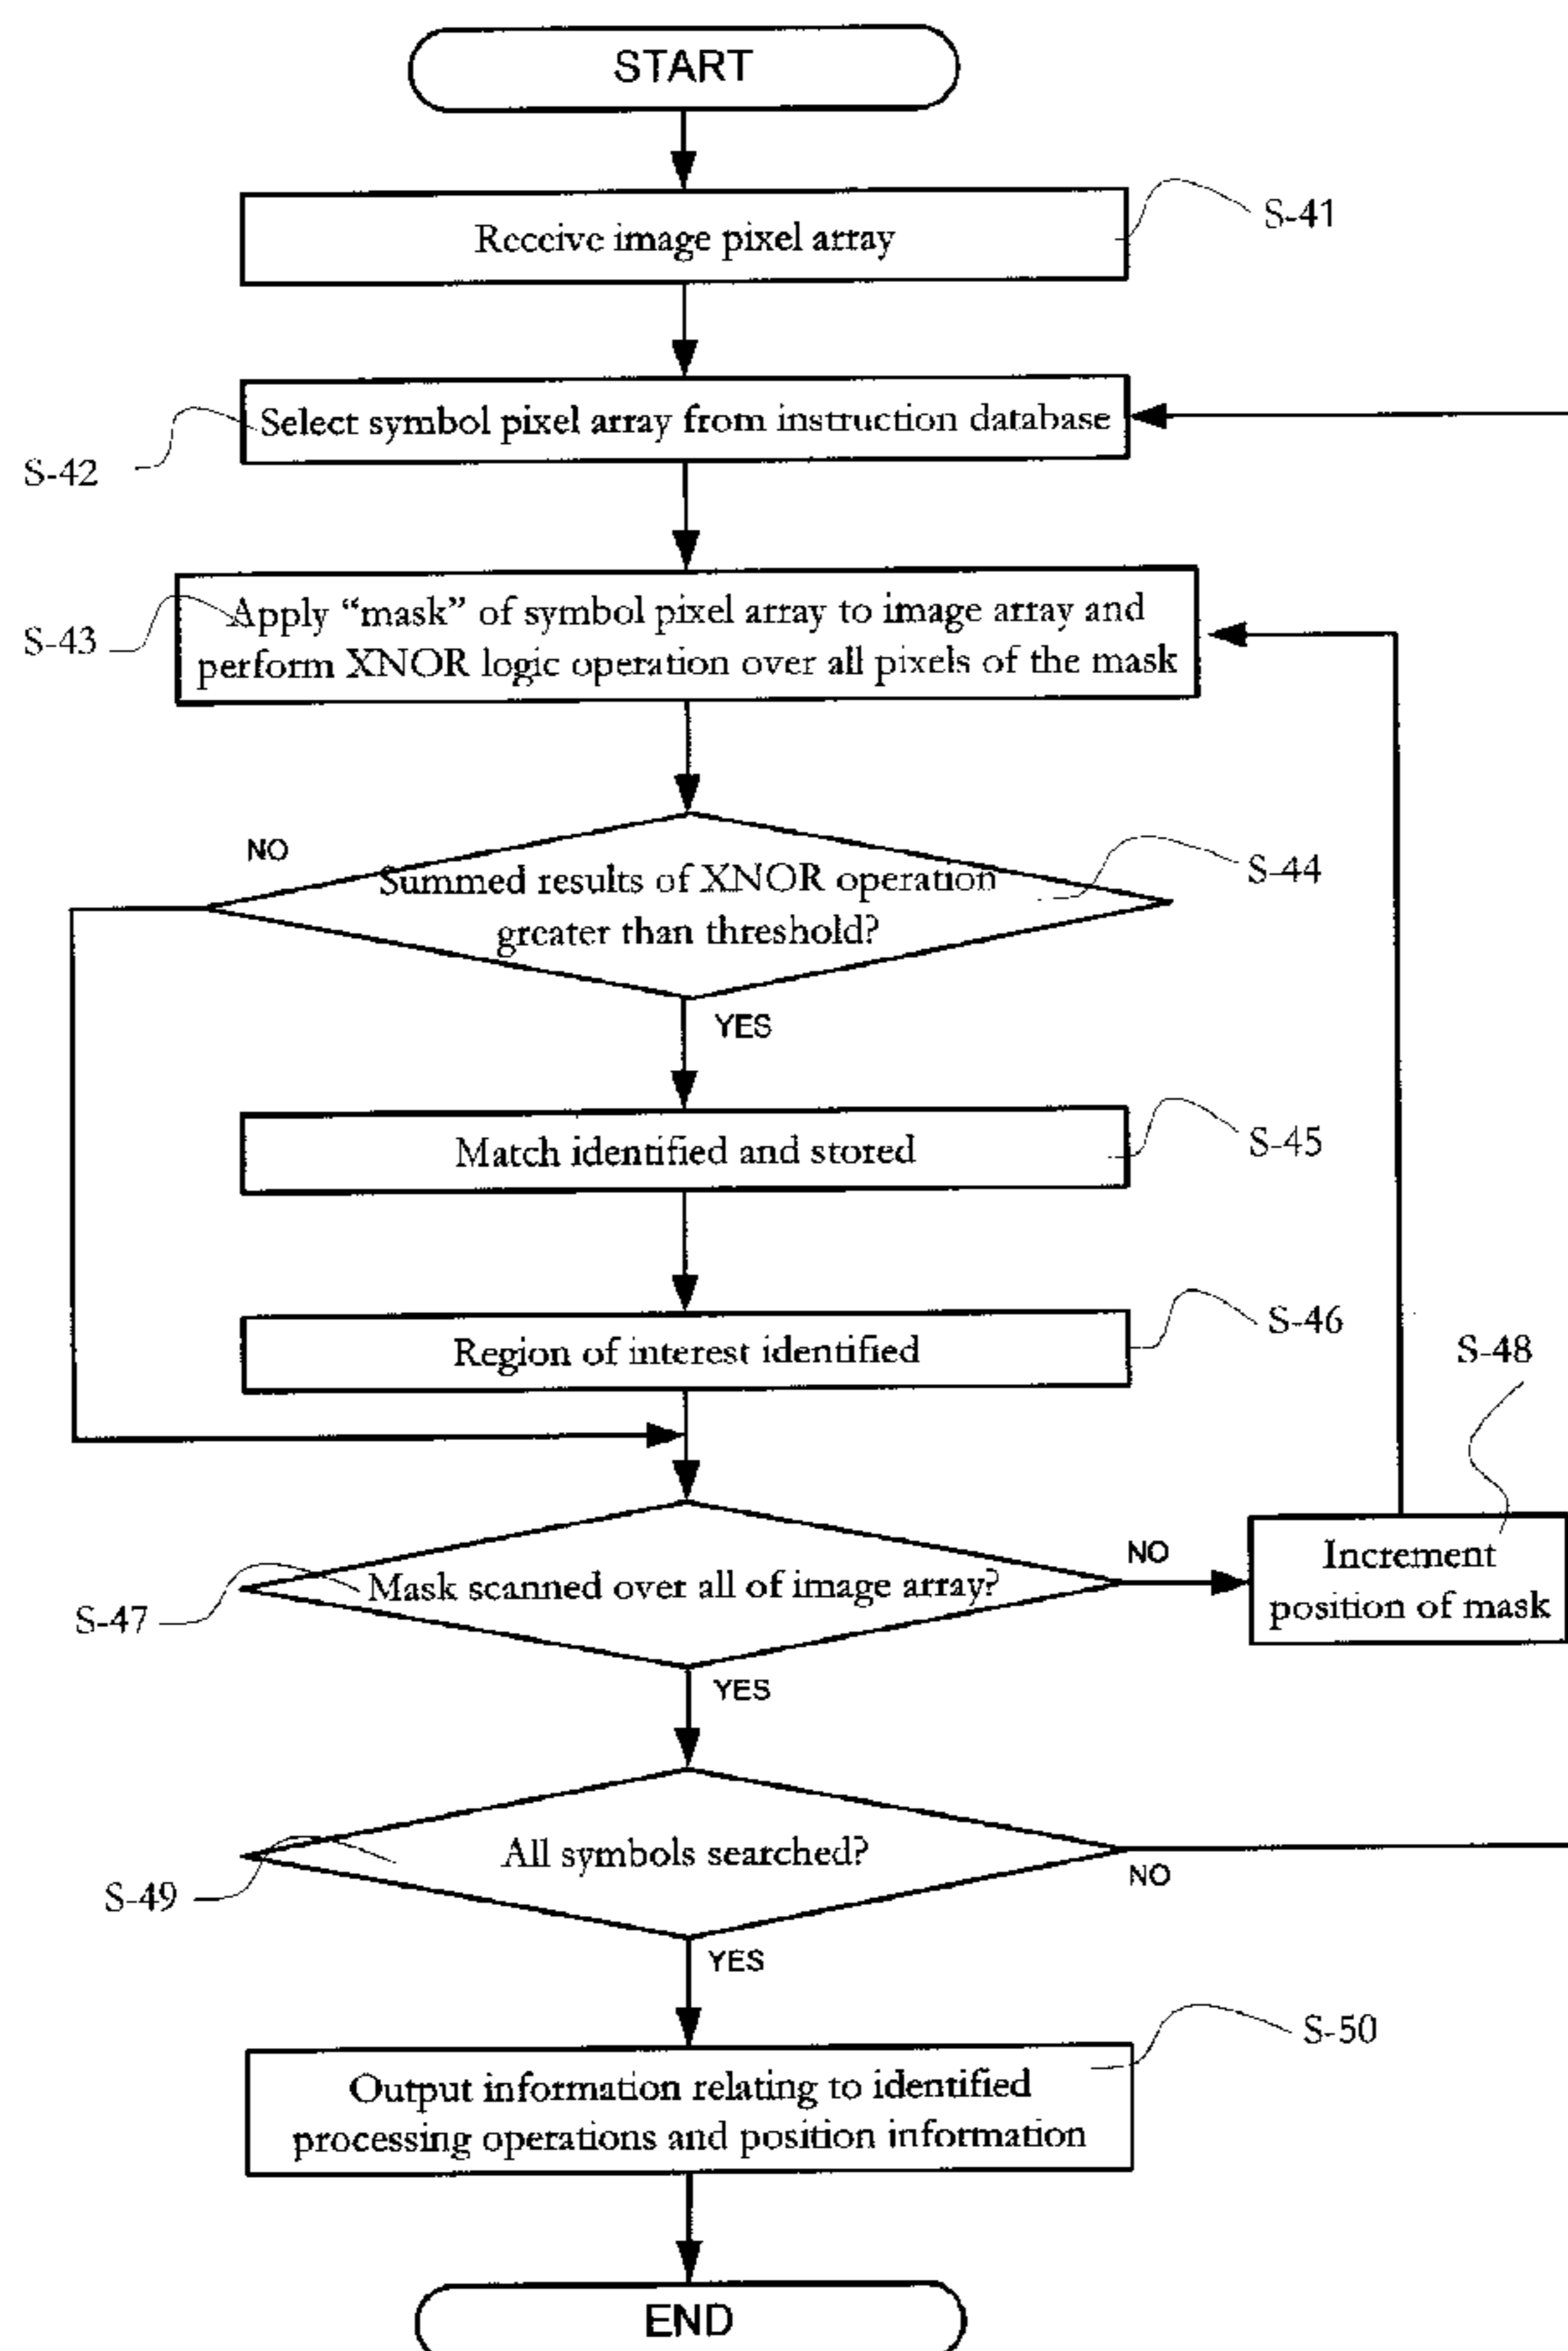 START
Receive image pixel array
S-41
Select symbol pixel array from instruction database
S-42
Apply “mask” of symbol pixel array to image array and
perform XNOR logic operation over all pixels of the mask
S-43
NO
Summed results of XNOR operation
greater than threshold?
S-44
YES
Match identified and stored
S-45
Region of interest identified
S-46
S-48
Mask scanned over all of image array?
NO
Increment
position of mask
S-47
YES
All symbols searched?
NO
S-49
YES
S-50
Output information relating to identified
processing operations and position information
END